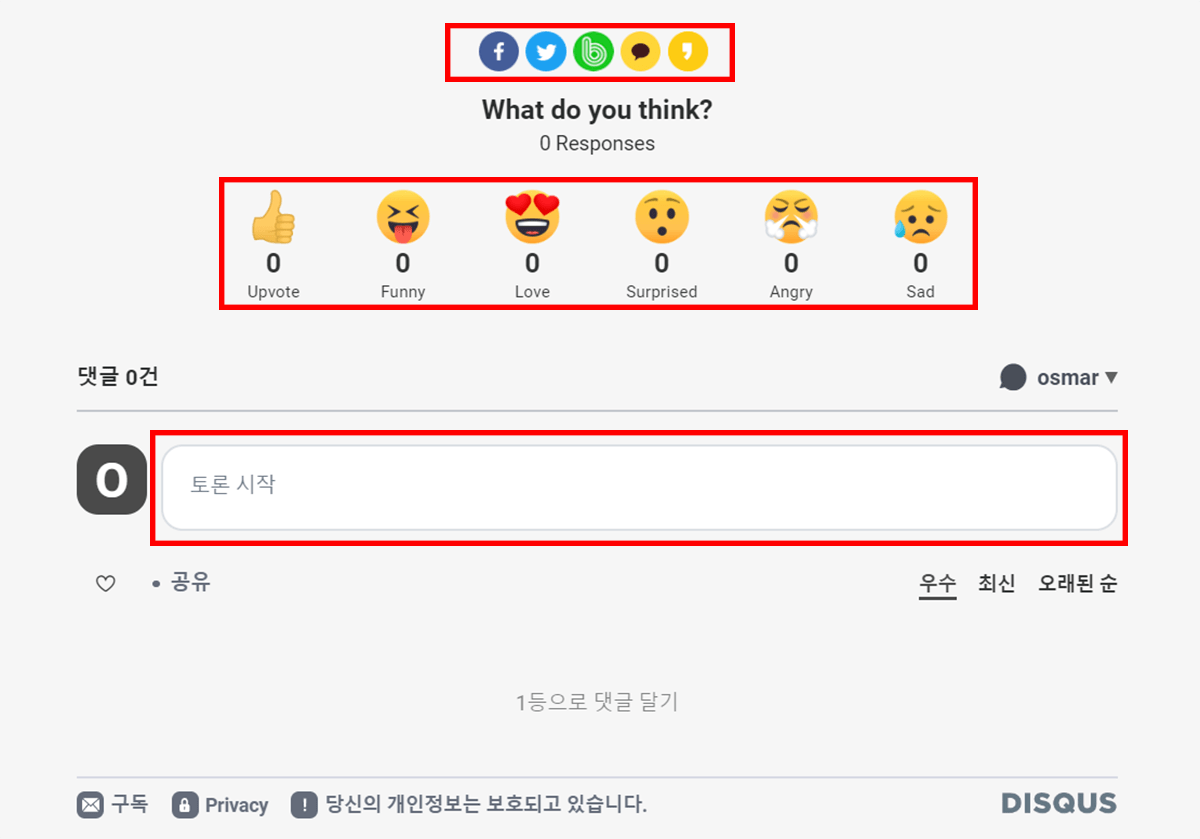 What do you think?
0 Responses
0 0 0 0 0 0
Upvote Funny Love Surprised Angry Sad
댓글 0건 osmar ▼
O
토론 시작
• 공유 우수 최신 오래된 순
1등으로 댓글 달기
구독 Privacy ! 당신의 개인정보는 보호되고 있습니다. DISQUS